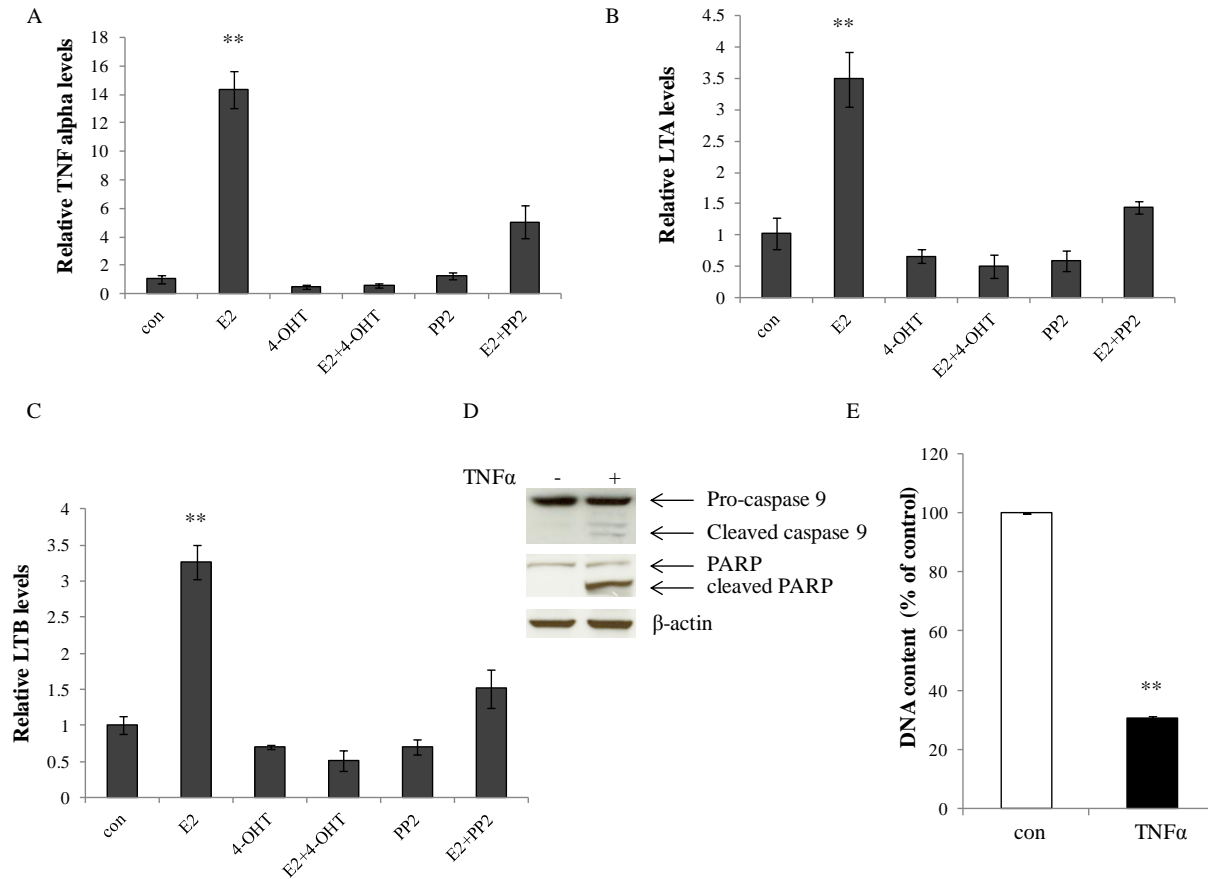 A
Relative TNF alpha levels
18
16
14
12
10
8
6
4
2
0
**
con
E2
4-OHT
E2+4-OHT
PP2
E2+PP2
B
Relative LTA levels
4.5
4
3.5
3
2.5
2
1.5
1
0.5
0
**
con
E2
4-OHT
E2+4-OHT
PP2
E2+PP2
C
Relative LTB levels
4
3.5
3
2.5
2
1.5
1
0.5
0
**
con
E2
4-OHT
E2+4-OHT
PP2
E2+PP2
D
TNFα - +
Pro-caspase 9
Cleaved caspase 9
PARP
cleaved PARP
β-actin
E
DNA content (% of control)
120
100
80
60
40
20
0
**
con
TNFα